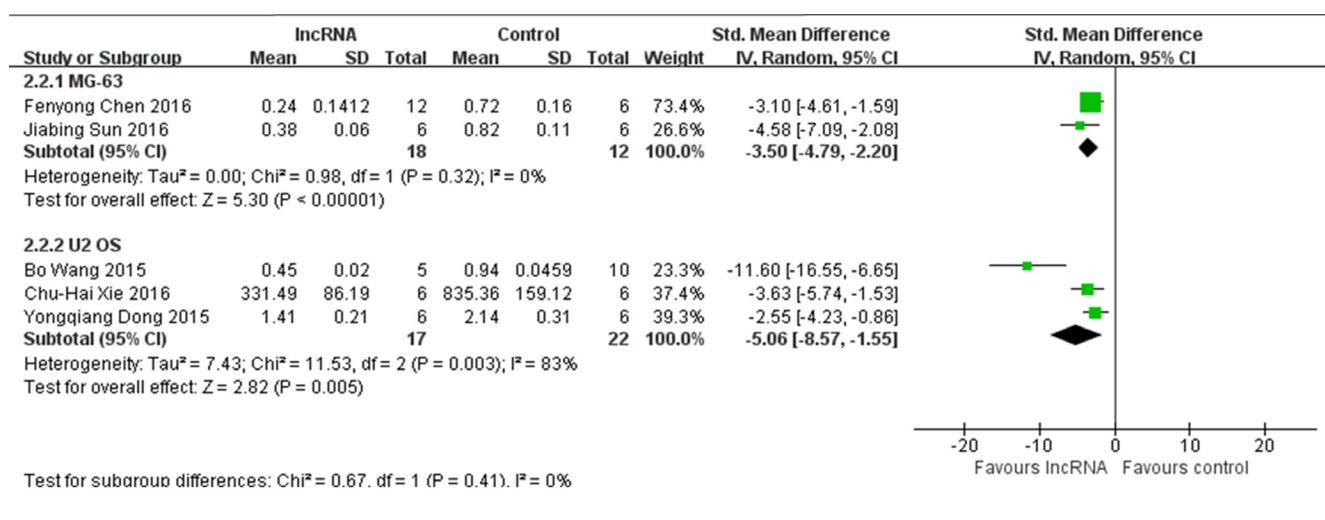 lncRNA Control Std. Mean Difference Std. Mean Difference
Study or Subgroup Mean SD Total Mean SD Total Weight IV, Random, 95% CI IV, Random, 95% CI
2.2.1 MG-63
Fenyong Chen 2016 0.24 0.1412 12 0.72 0.16 6 73.4% -3.10 [-4.61, -1.59]
Jiabing Sun 2016 0.38 0.06 6 0.82 0.11 6 26.6% -4.58 [-7.09, -2.08]
Subtotal (95% CI) 18 12 100.0% -3.50 [-4.79, -2.20]
Heterogeneity: Tau² = 0.00; Chi² = 0.98, df = 1 (P = 0.32); I² = 0%
Test for overall effect: Z = 5.30 (P < 0.00001)
2.2.2 U2 OS
Bo Wang 2015 0.45 0.02 5 0.94 0.0459 10 23.3% -11.60 [-16.55, -6.65]
Chu-Hai Xie 2016 331.49 86.19 6 835.36 159.12 6 37.4% -3.63 [-5.74, -1.53]
Yongqiang Dong 2015 1.41 0.21 6 2.14 0.31 6 39.3% -2.55 [-4.23, -0.86]
Subtotal (95% CI) 17 22 100.0% -5.06 [-8.57, -1.55]
Heterogeneity: Tau² = 7.43; Chi² = 11.53, df = 2 (P = 0.003); I² = 83%
Test for overall effect: Z = 2.82 (P = 0.005)
-20 -10 0 10 20
Favours lncRNA Favours control
Test for subgroup differences: Chi² = 0.67, df = 1 (P = 0.41), I² = 0%